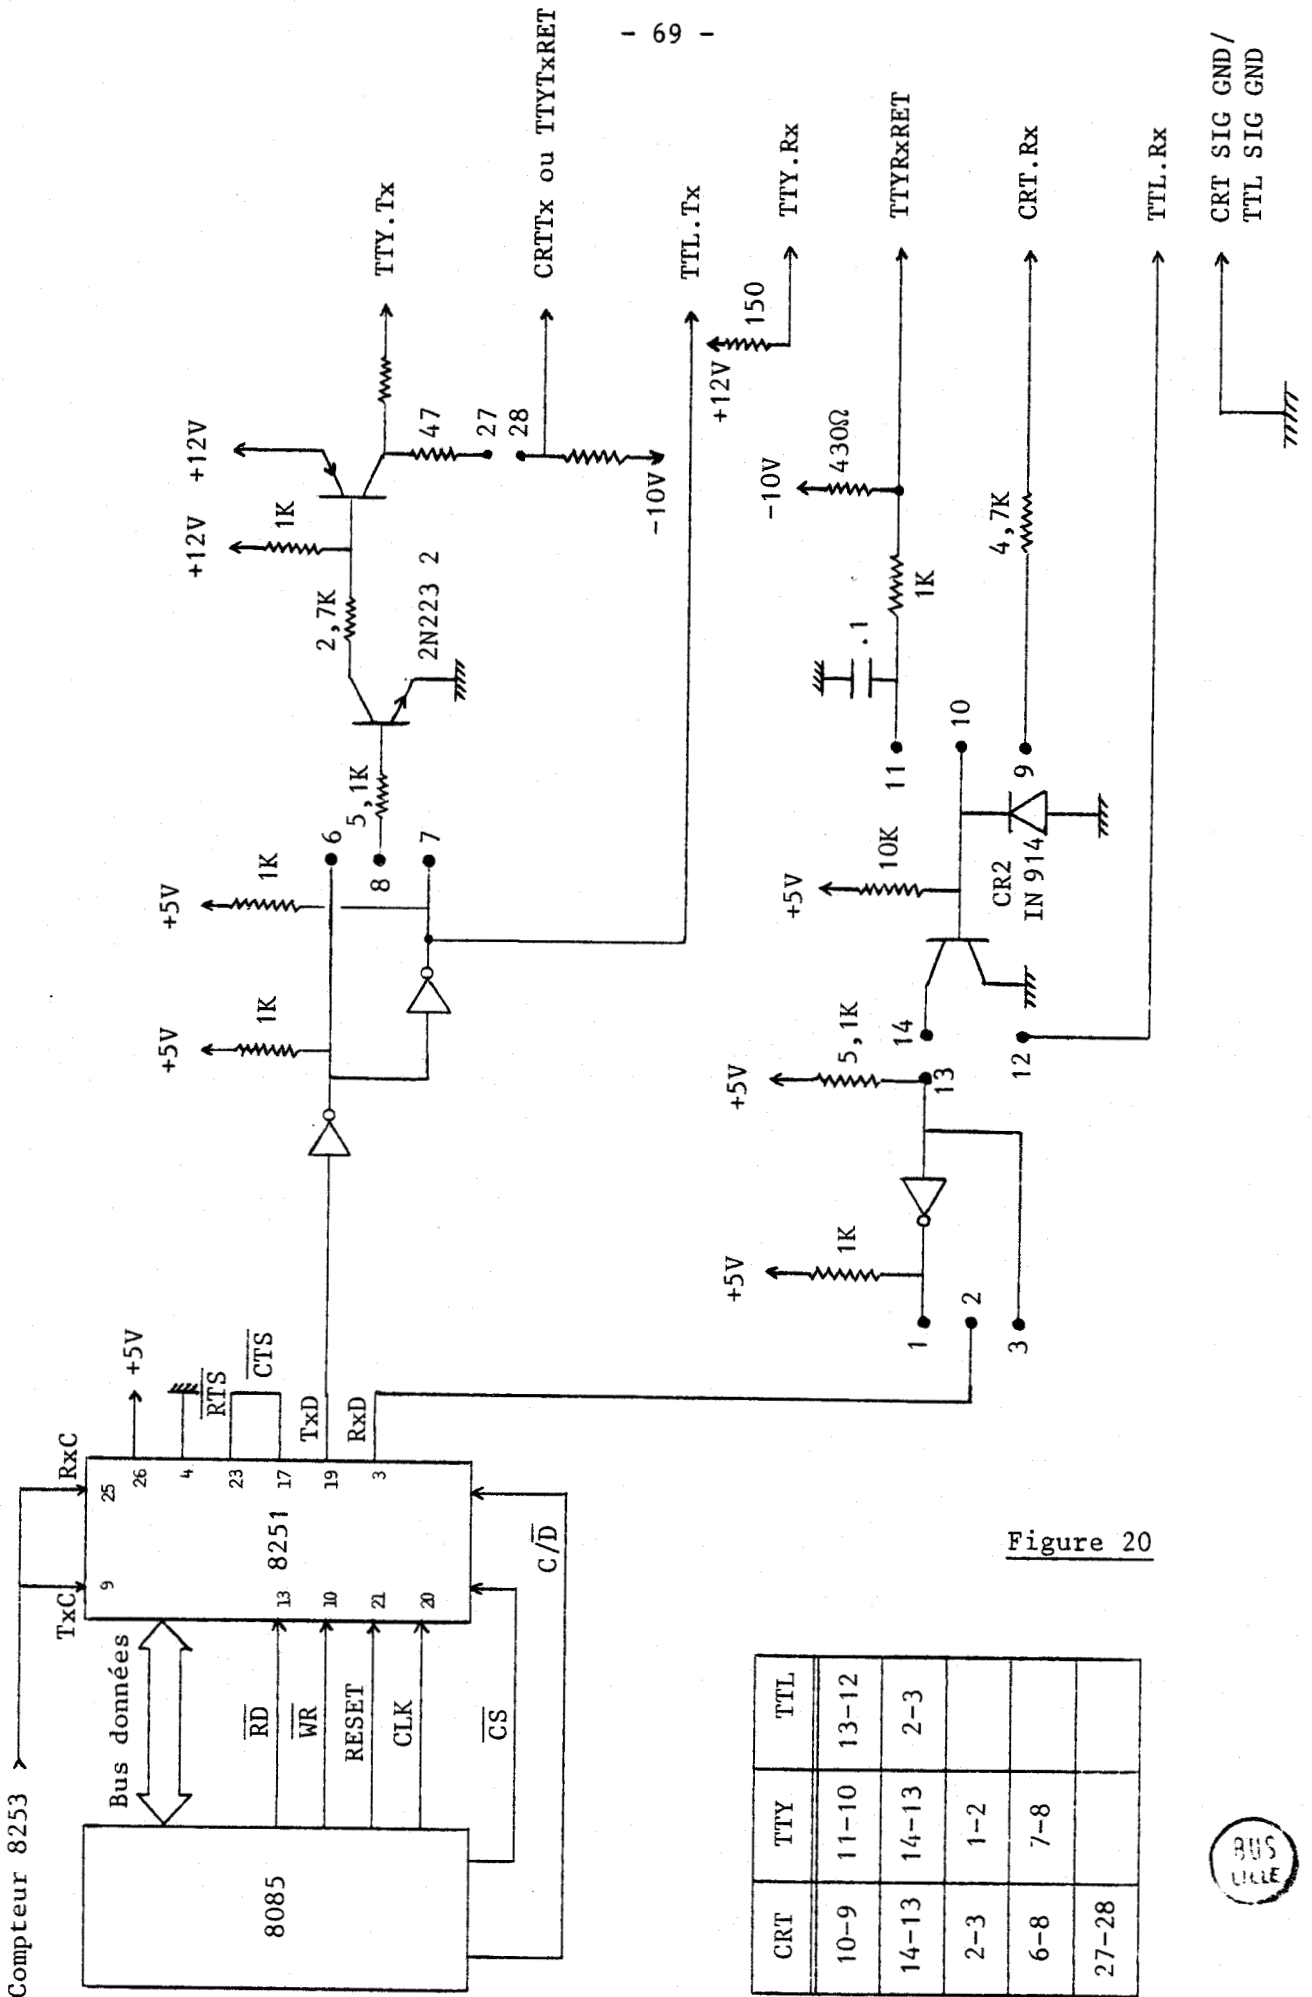 - 69 -
Compteur 8253
TxC
RxC
9
25
8251
26
4
23
17
19
3
13
10
21
20
+5V
RTS
CTS
TxD
RxD
8085
Bus données
RD
WR
RESET
CLK
CS
C/D
+5V
1K
+5V
1K
6
8
7
5,1K
2N223 2
2,7K
+12V
1K
+12V
47
27
28
-10V
TTY.Tx
CRTTx ou TTYTxRET
TTL.Tx
+12V
150
TTY.Rx
-10V
430Ω
TTYRxRET
1K
.1
11
10
9
4,7K
CRT.Rx
+5V
10K
CR2
IN 914
14
12
TTL.Rx
+5V
5,1K
13
+5V
1K
1
2
3
CRT SIG GND/
TTL SIG GND
CRT TTY TTL
10-9 11-10 13-12
14-13 14-13 2-3
2-3 1-2
6-8 7-8
27-28
Figure 20
BUS
LILLE